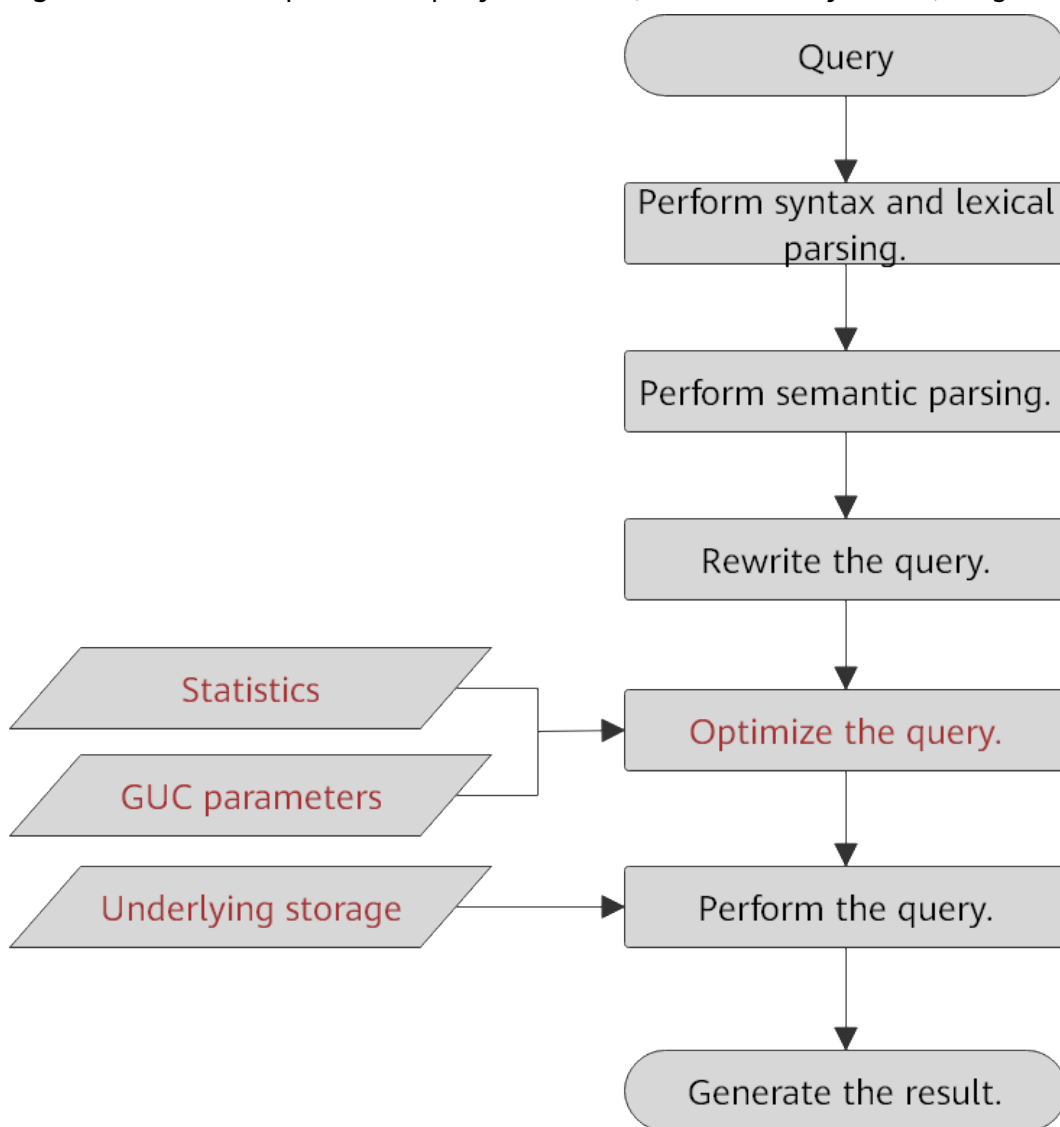 Query
Perform syntax and lexical
parsing.
Perform semantic parsing.
Rewrite the query.
Statistics
Optimize the query.
GUC parameters
Underlying storage
Perform the query.
Generate the result.